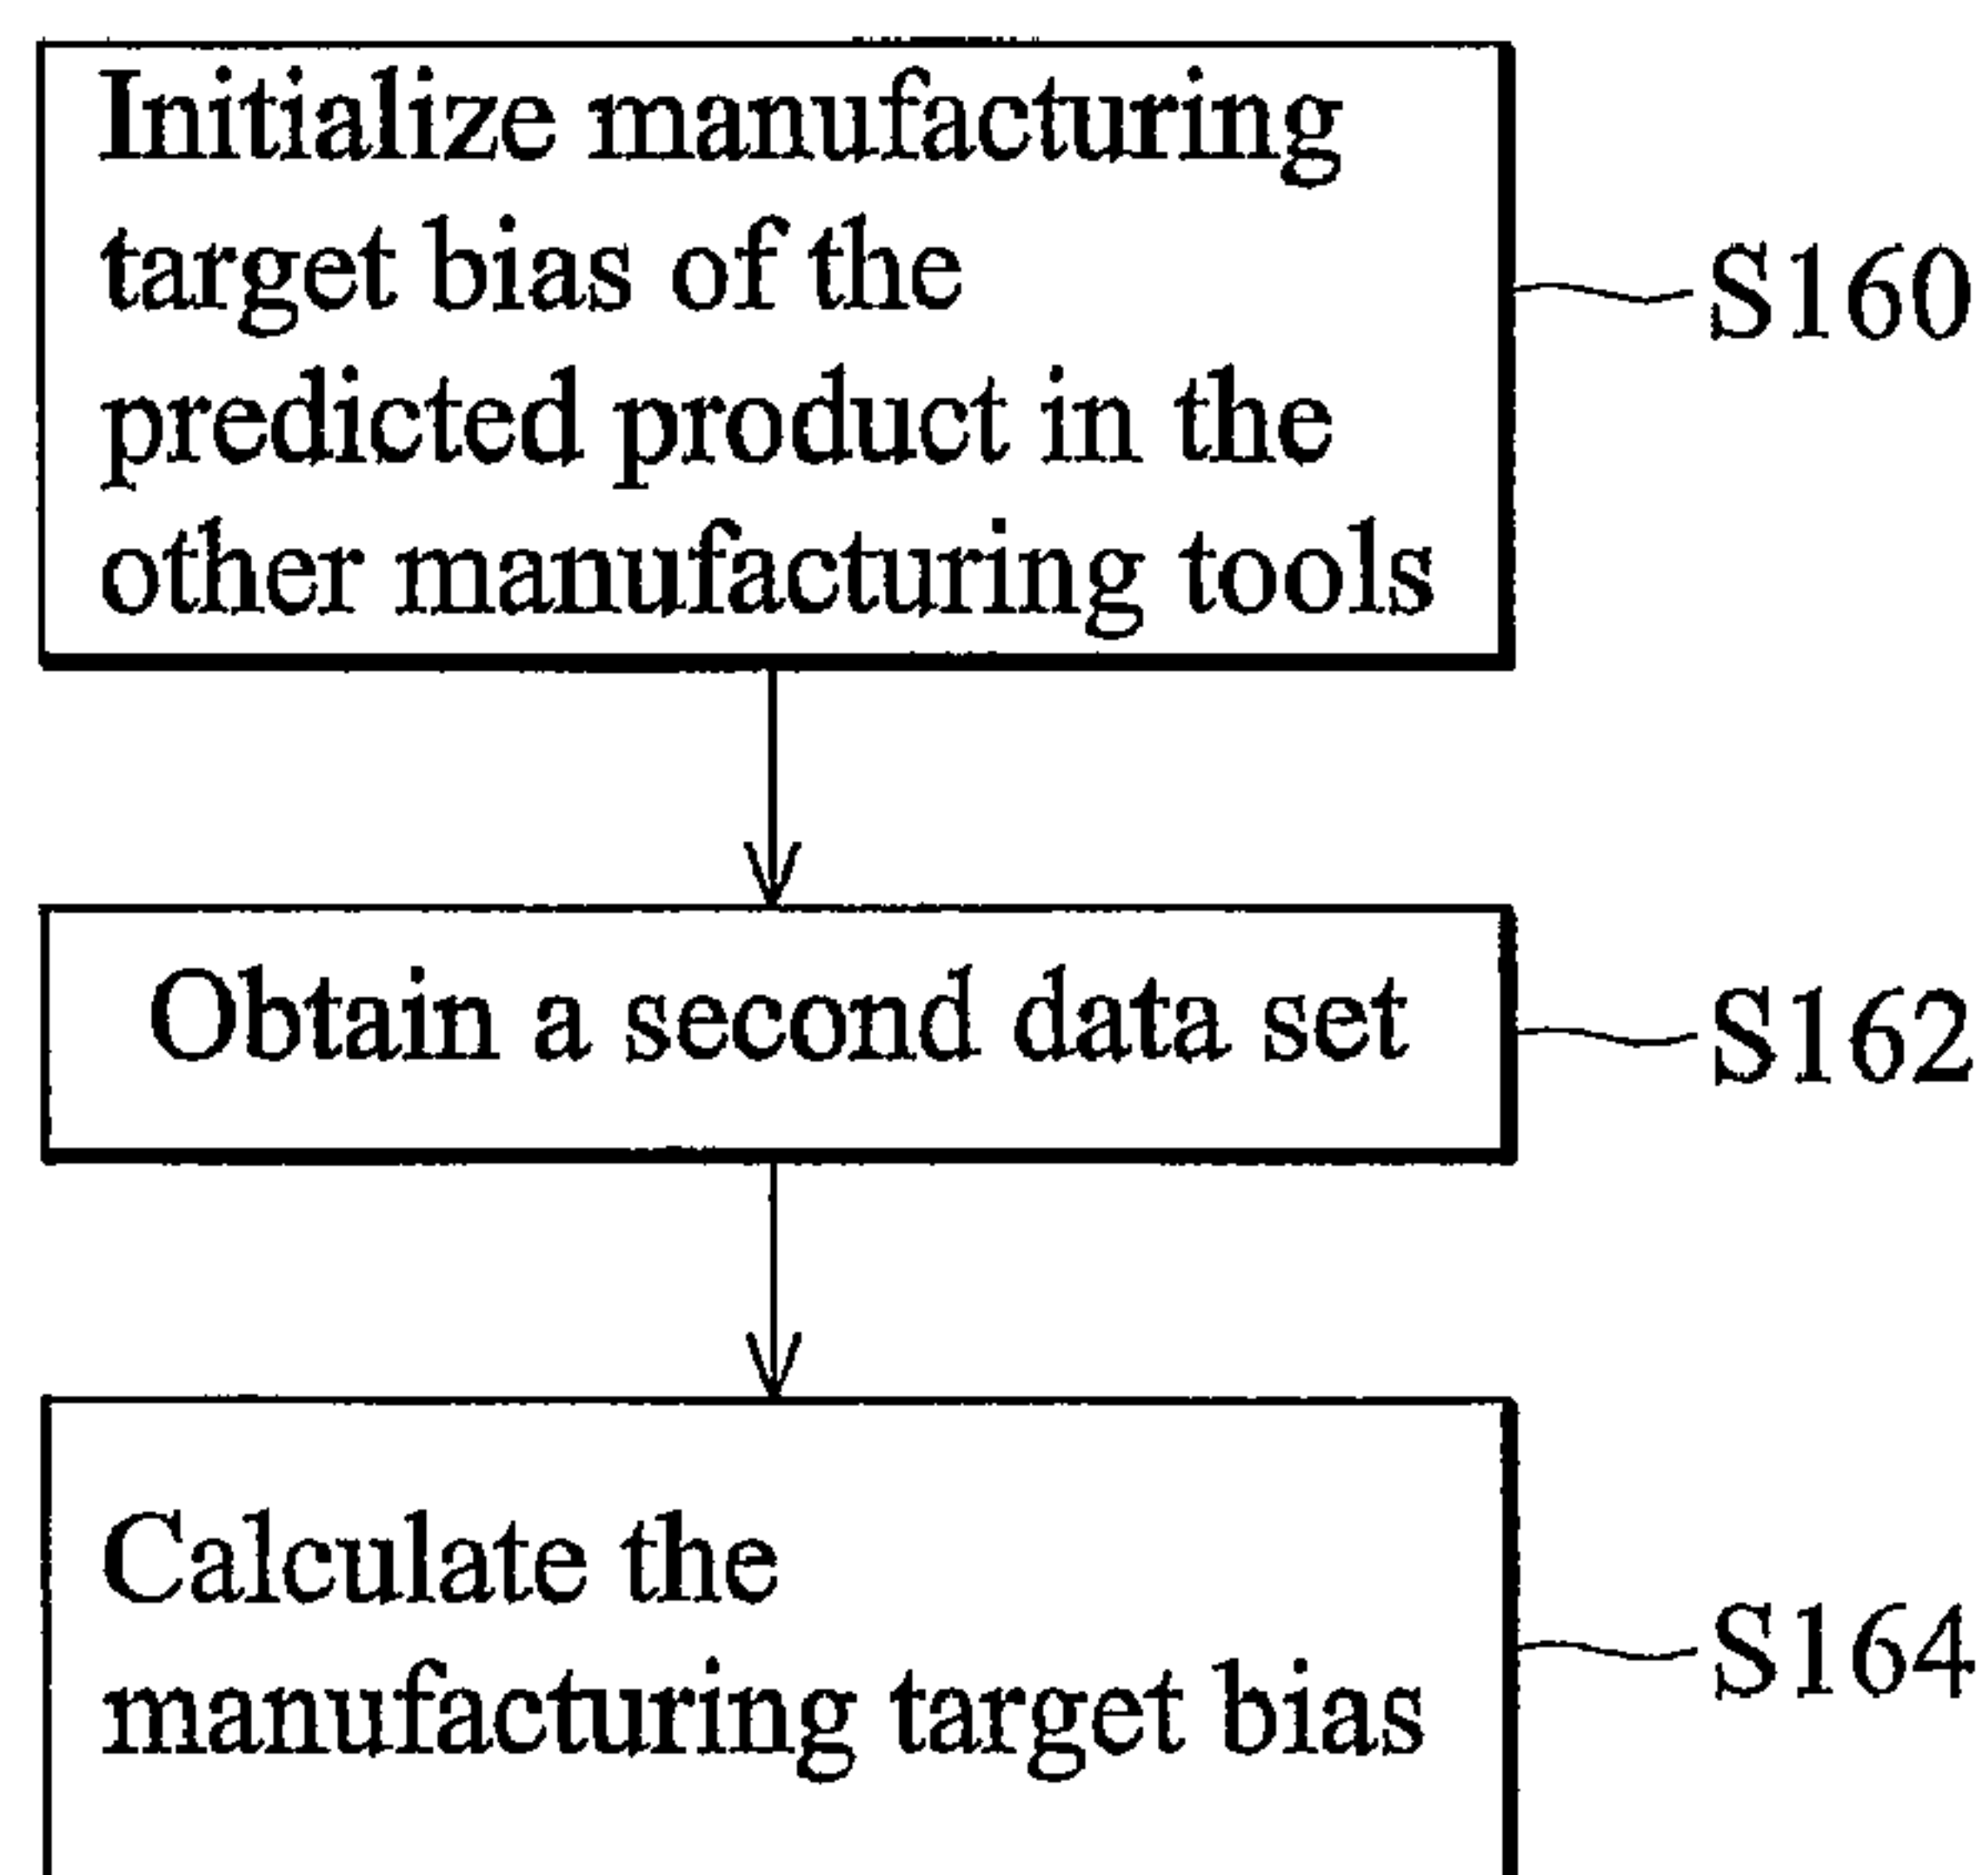 Initialize manufacturing
target bias of the
predicted product in the
other manufacturing tools
S160
Obtain a second data set
S162
Calculate the
manufacturing target bias
S164